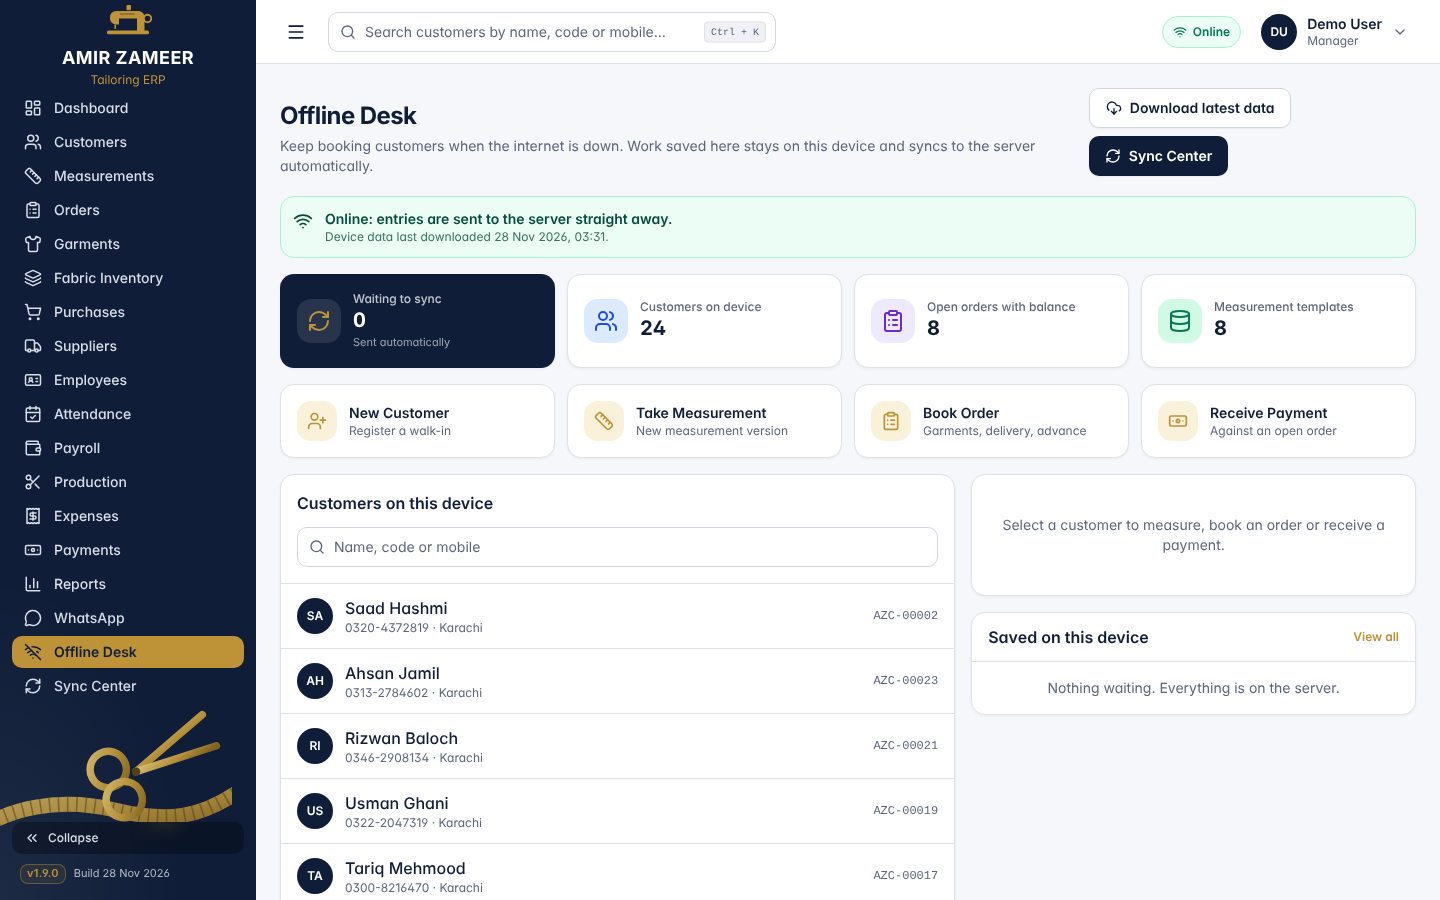 AMIR ZAMEER
Tailoring ERP
Dashboard
Customers
Measurements
Orders
Garments
Fabric Inventory
Purchases
Suppliers
Employees
Attendance
Payroll
Production
Expenses
Payments
Reports
WhatsApp
Offline Desk
Sync Center
Collapse
v1.9.0 Build 28 Nov 2026
Search customers by name, code or mobile... Ctrl + K
Online
DU
Demo User
Manager
Offline Desk
Keep booking customers when the internet is down. Work saved here stays on this device and syncs to the server
automatically.
Download latest data
Sync Center
Online: entries are sent to the server straight away.
Device data last downloaded 28 Nov 2026, 03:31.
Waiting to sync
0
Sent automatically
Customers on device
24
Open orders with balance
8
Measurement templates
8
New Customer
Register a walk-in
Take Measurement
New measurement version
Book Order
Garments, delivery, advance
Receive Payment
Against an open order
Customers on this device
Name, code or mobile
SA
Saad Hashmi
0320-4372819 · Karachi
AZC-00002
AH
Ahsan Jamil
0313-2784602 · Karachi
AZC-00023
RI
Rizwan Baloch
0346-2908134 · Karachi
AZC-00021
US
Usman Ghani
0322-2047319 · Karachi
AZC-00019
TA
Tariq Mehmood
0300-8216470 · Karachi
AZC-00017
Select a customer to measure, book an order or receive a
payment.
Saved on this device
View all
Nothing waiting. Everything is on the server.